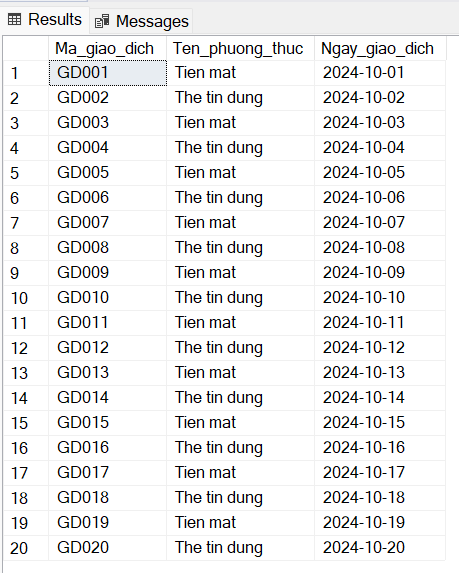 Results Messages
Ma_giao_dich Ten_phuong_thuc Ngay_giao_dich
1 GD001 Tien mat 2024-10-01
2 GD002 The tin dung 2024-10-02
3 GD003 Tien mat 2024-10-03
4 GD004 The tin dung 2024-10-04
5 GD005 Tien mat 2024-10-05
6 GD006 The tin dung 2024-10-06
7 GD007 Tien mat 2024-10-07
8 GD008 The tin dung 2024-10-08
9 GD009 Tien mat 2024-10-09
10 GD010 The tin dung 2024-10-10
11 GD011 Tien mat 2024-10-11
12 GD012 The tin dung 2024-10-12
13 GD013 Tien mat 2024-10-13
14 GD014 The tin dung 2024-10-14
15 GD015 Tien mat 2024-10-15
16 GD016 The tin dung 2024-10-16
17 GD017 Tien mat 2024-10-17
18 GD018 The tin dung 2024-10-18
19 GD019 Tien mat 2024-10-19
20 GD020 The tin dung 2024-10-20